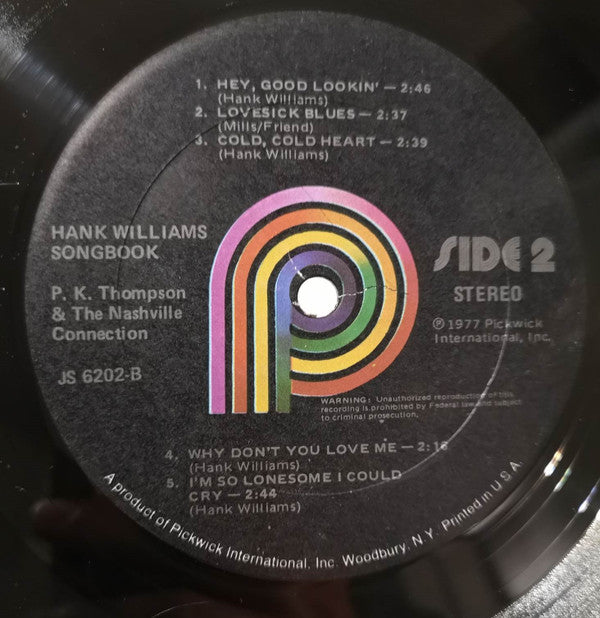 1. HEY, GOOD LOOKIN' — 2:46
(Hank Williams)
2. LOVESICK BLUES — 2:37
(Mills/Friend)
3. COLD, COLD HEART — 2:39
(Hank Williams)
HANK WILLIAMS
SONGBOOK
P. K. Thompson
& The Nashville
Connection
JS 6202-B
SIDE 2
STEREO
℗ 1977 Pickwick
International, Inc.
WARNING: Unauthorized reproduction of this
recording is prohibited by Federal law and subject
to criminal prosecution.
4. WHY DON'T YOU LOVE ME — 2:16
(Hank Williams)
5. I'M SO LONESOME I COULD
CRY — 2:44
(Hank Williams)
A product of Pickwick International, Inc. Woodbury, N.Y. Printed in U.S.A.